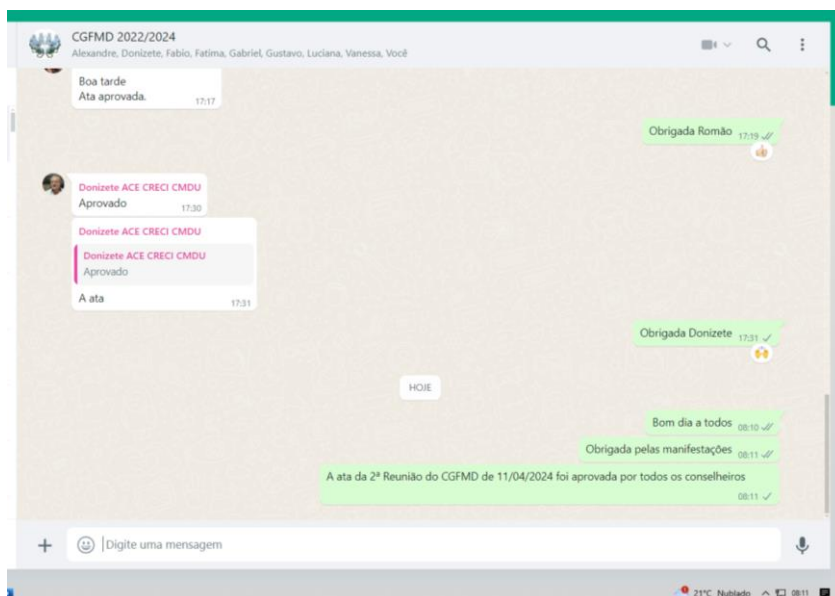 CGFMD 2022/2024
Alexandre, Donizete, Fabio, Fatima, Gabriel, Gustavo, Luciana, Vanessa, Você
Boa tarde
Ata aprovada.
17:17
Obrigada Romão 17:19
Donizete ACE CRECI CMDU
Aprovado
17:30
Donizete ACE CRECI CMDU
Donizete ACE CRECI CMDU
Aprovado
A ata
17:31
Obrigada Donizete 17:31
HOJE
Bom dia a todos 08:10
Obrigada pelas manifestações 08:11
A ata da 2ª Reunião do CGFMD de 11/04/2024 foi aprovada por todos os conselheiros
08:11
Digite uma mensagem
21°C Nublado 08:11